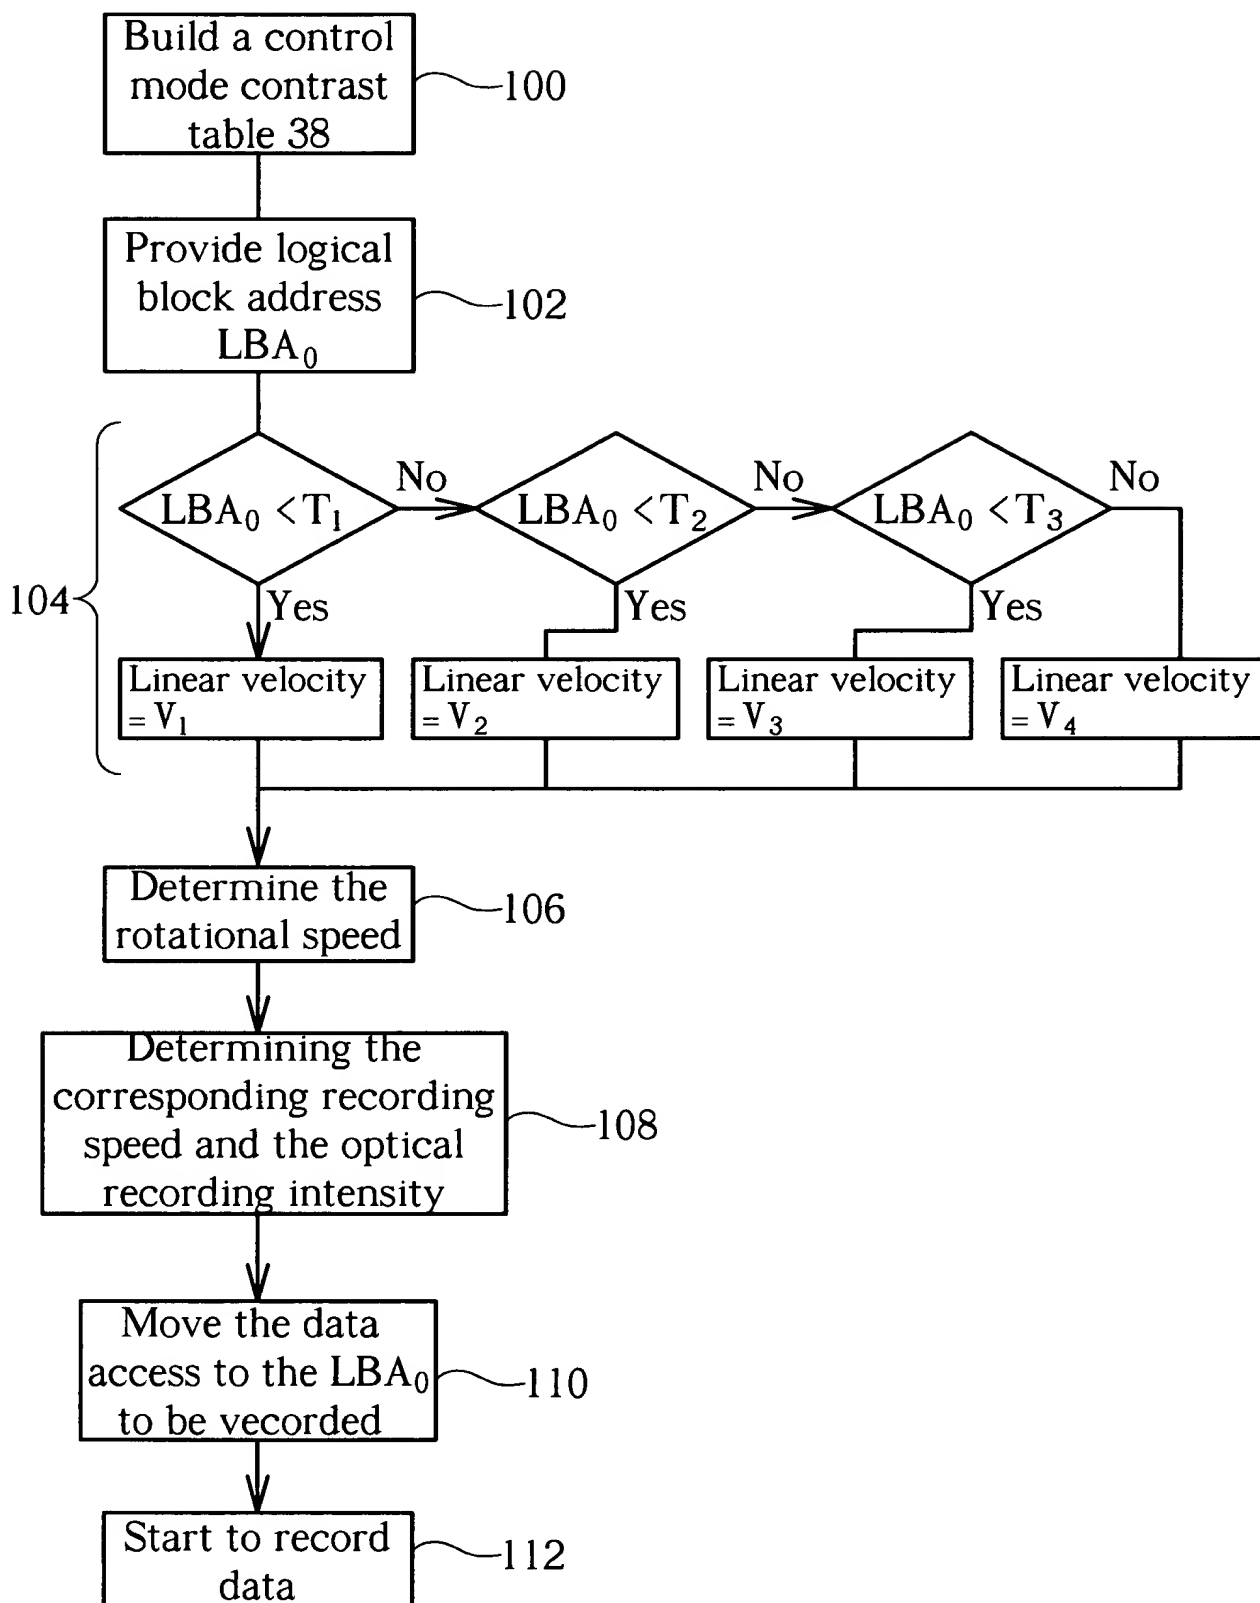 Build a control
mode contrast
table 38
100
Provide logical
block address
LBA₀
102
104
LBA₀ <T₁
No
LBA₀ <T₂
No
LBA₀ <T₃
No
Yes
Yes
Yes
Linear velocity
= V₁
Linear velocity
= V₂
Linear velocity
= V₃
Linear velocity
= V₄
Determine the
rotational speed
106
Determining the
corresponding recording
speed and the optical
recording intensity
108
Move the data
access to the LBA₀
to be vecorded
110
Start to record
data
112